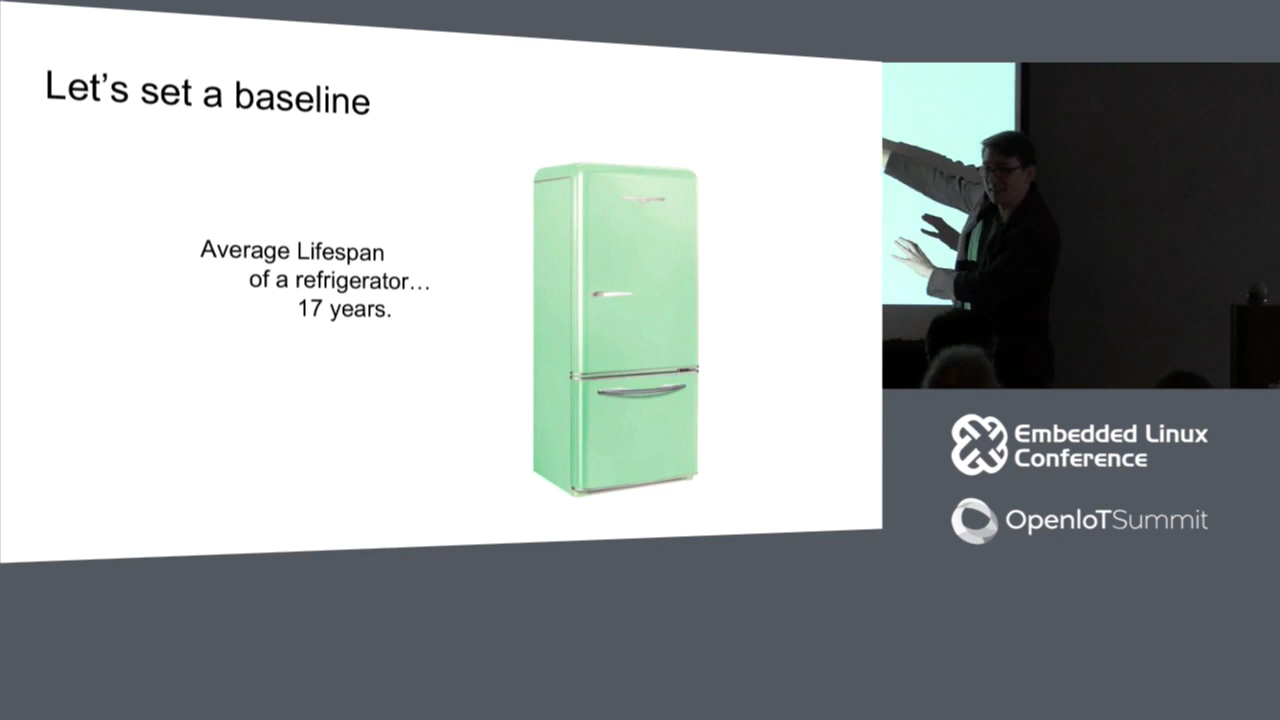 Let's set a baseline
Average Lifespan
of a refrigerator…
17 years.
Embedded Linux
Conference
OpenIoTSummit